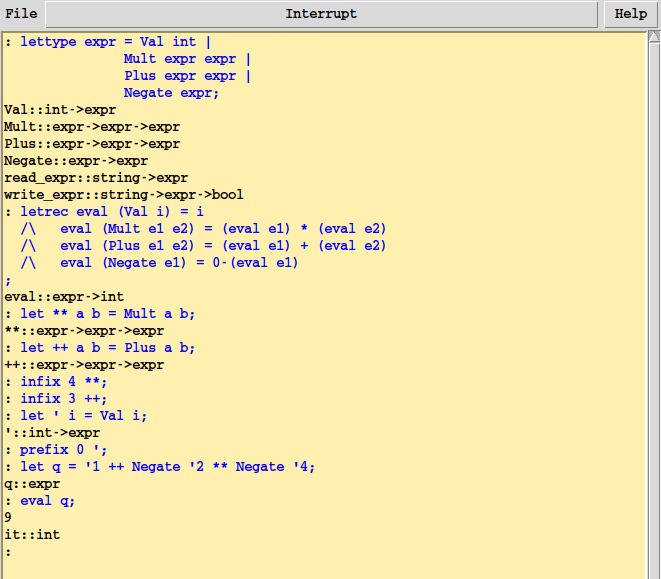 File Interrupt Help
: lettype expr = Val int |
               Mult expr expr |
               Plus expr expr |
               Negate expr;
Val::int->expr
Mult::expr->expr->expr
Plus::expr->expr->expr
Negate::expr->expr
read_expr::string->expr
write_expr::string->expr->bool
: letrec eval (Val i) = i
  /\   eval (Mult e1 e2) = (eval e1) * (eval e2)
  /\   eval (Plus e1 e2) = (eval e1) + (eval e2)
  /\   eval (Negate e1) = 0-(eval e1)
;
eval::expr->int
: let ** a b = Mult a b;
**::expr->expr->expr
: let ++ a b = Plus a b;
++::expr->expr->expr
: infix 4 **;
: infix 3 ++;
: let ' i = Val i;
'::int->expr
: prefix 0 ';
: let q = '1 ++ Negate '2 ** Negate '4;
q::expr
: eval q;
9
it::int
: